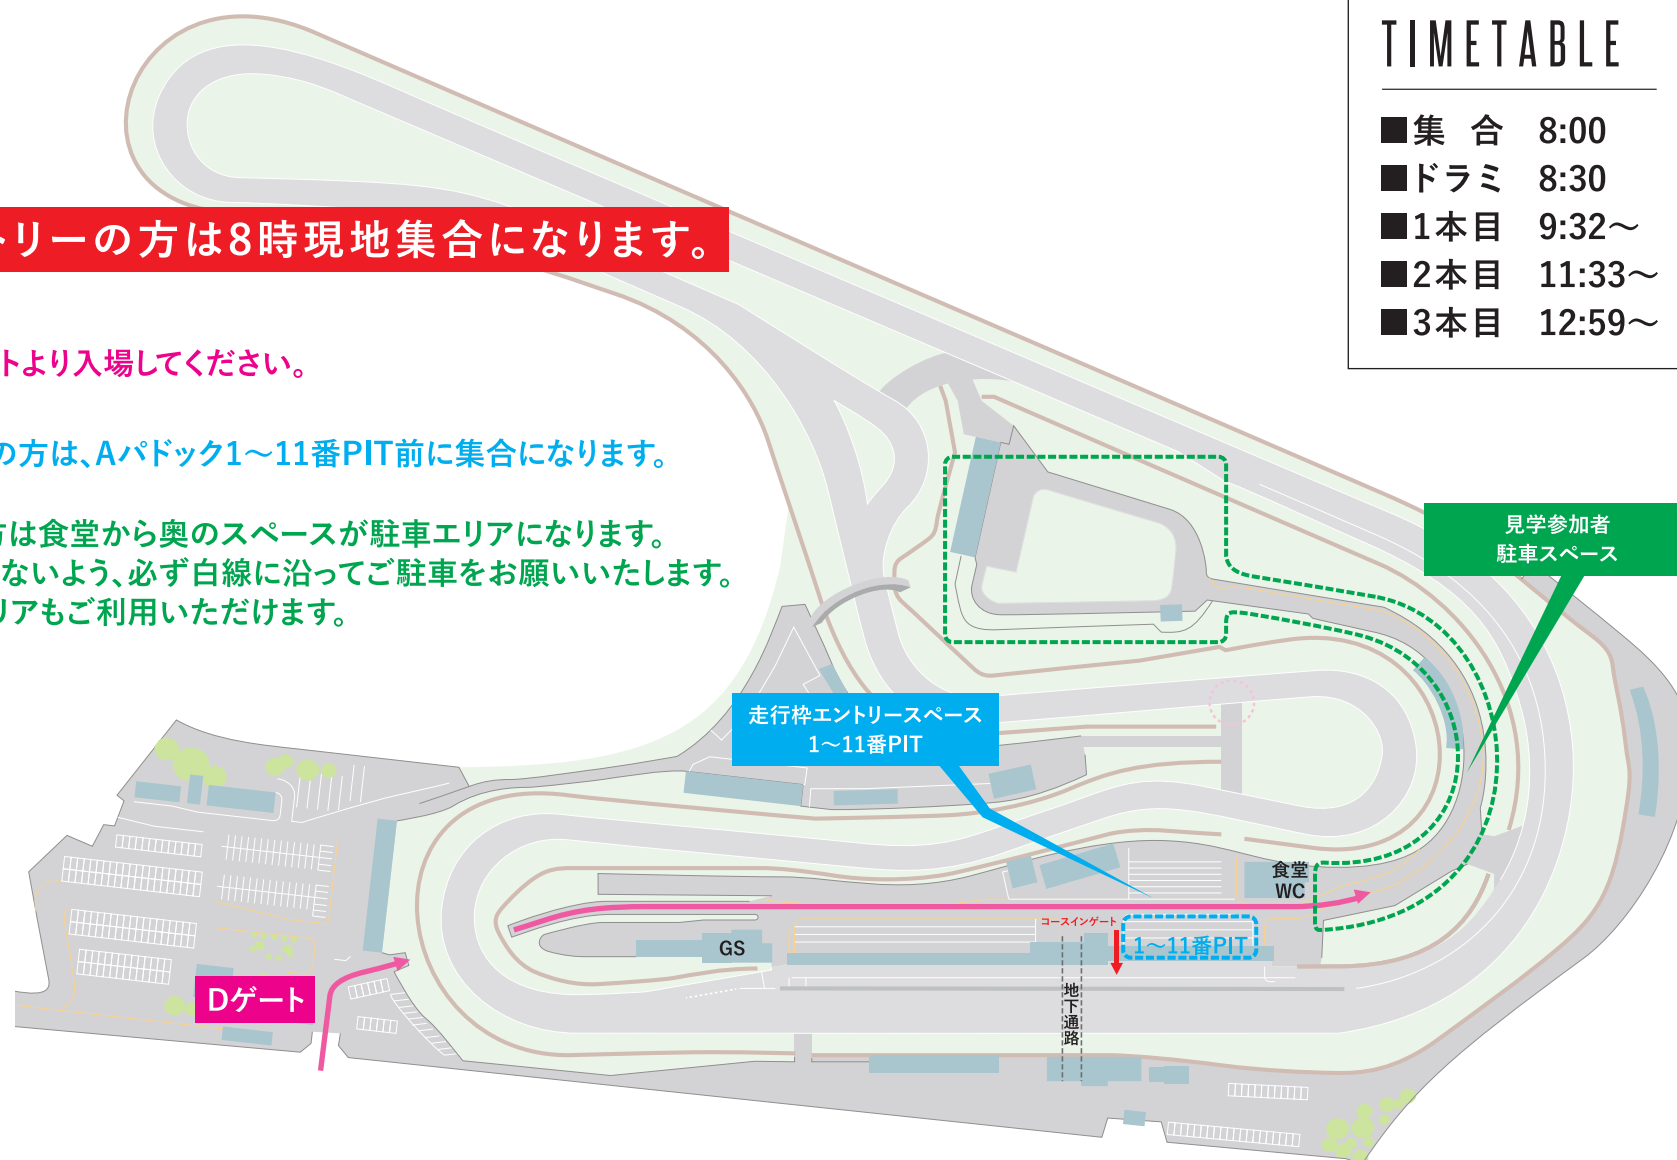 TIMETABLE
■集 合 8:00
■ドラミ 8:30
■1本目 9:32～
■2本目 11:33～
■3本目 12:59～
トリーの方は8時現地集合になります。
トより入場してください。
の方は、Aパドック1～11番PIT前に集合になります。
方は食堂から奥のスペースが駐車エリアになります。
ないよう、必ず白線に沿ってご駐車をお願いいたします。
リアもご利用いただけます。
見学参加者
駐車スペース
走行枠エントリースペース
1～11番PIT
食堂
WC
コースインゲート
1～11番PIT
GS
Dゲート
地下通路